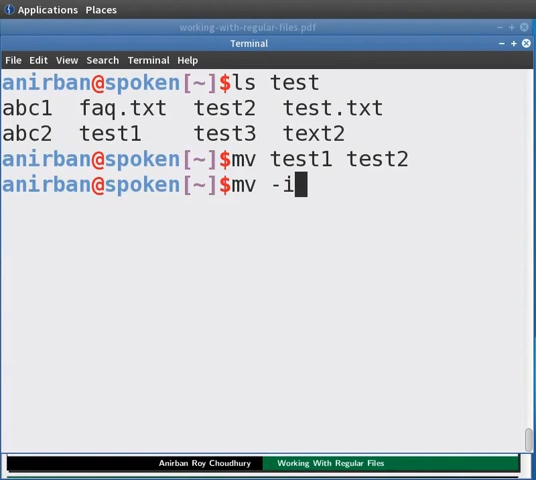 Applications Places
working-with-regular-files.pdf
Terminal
File Edit View Search Terminal Help
anirban@spoken[~]$ls test
abc1 faq.txt test2 test.txt
abc2 test1 test3 text2
anirban@spoken[~]$mv test1 test2
anirban@spoken[~]$mv -i
Anirban Roy Choudhury Working With Regular Files